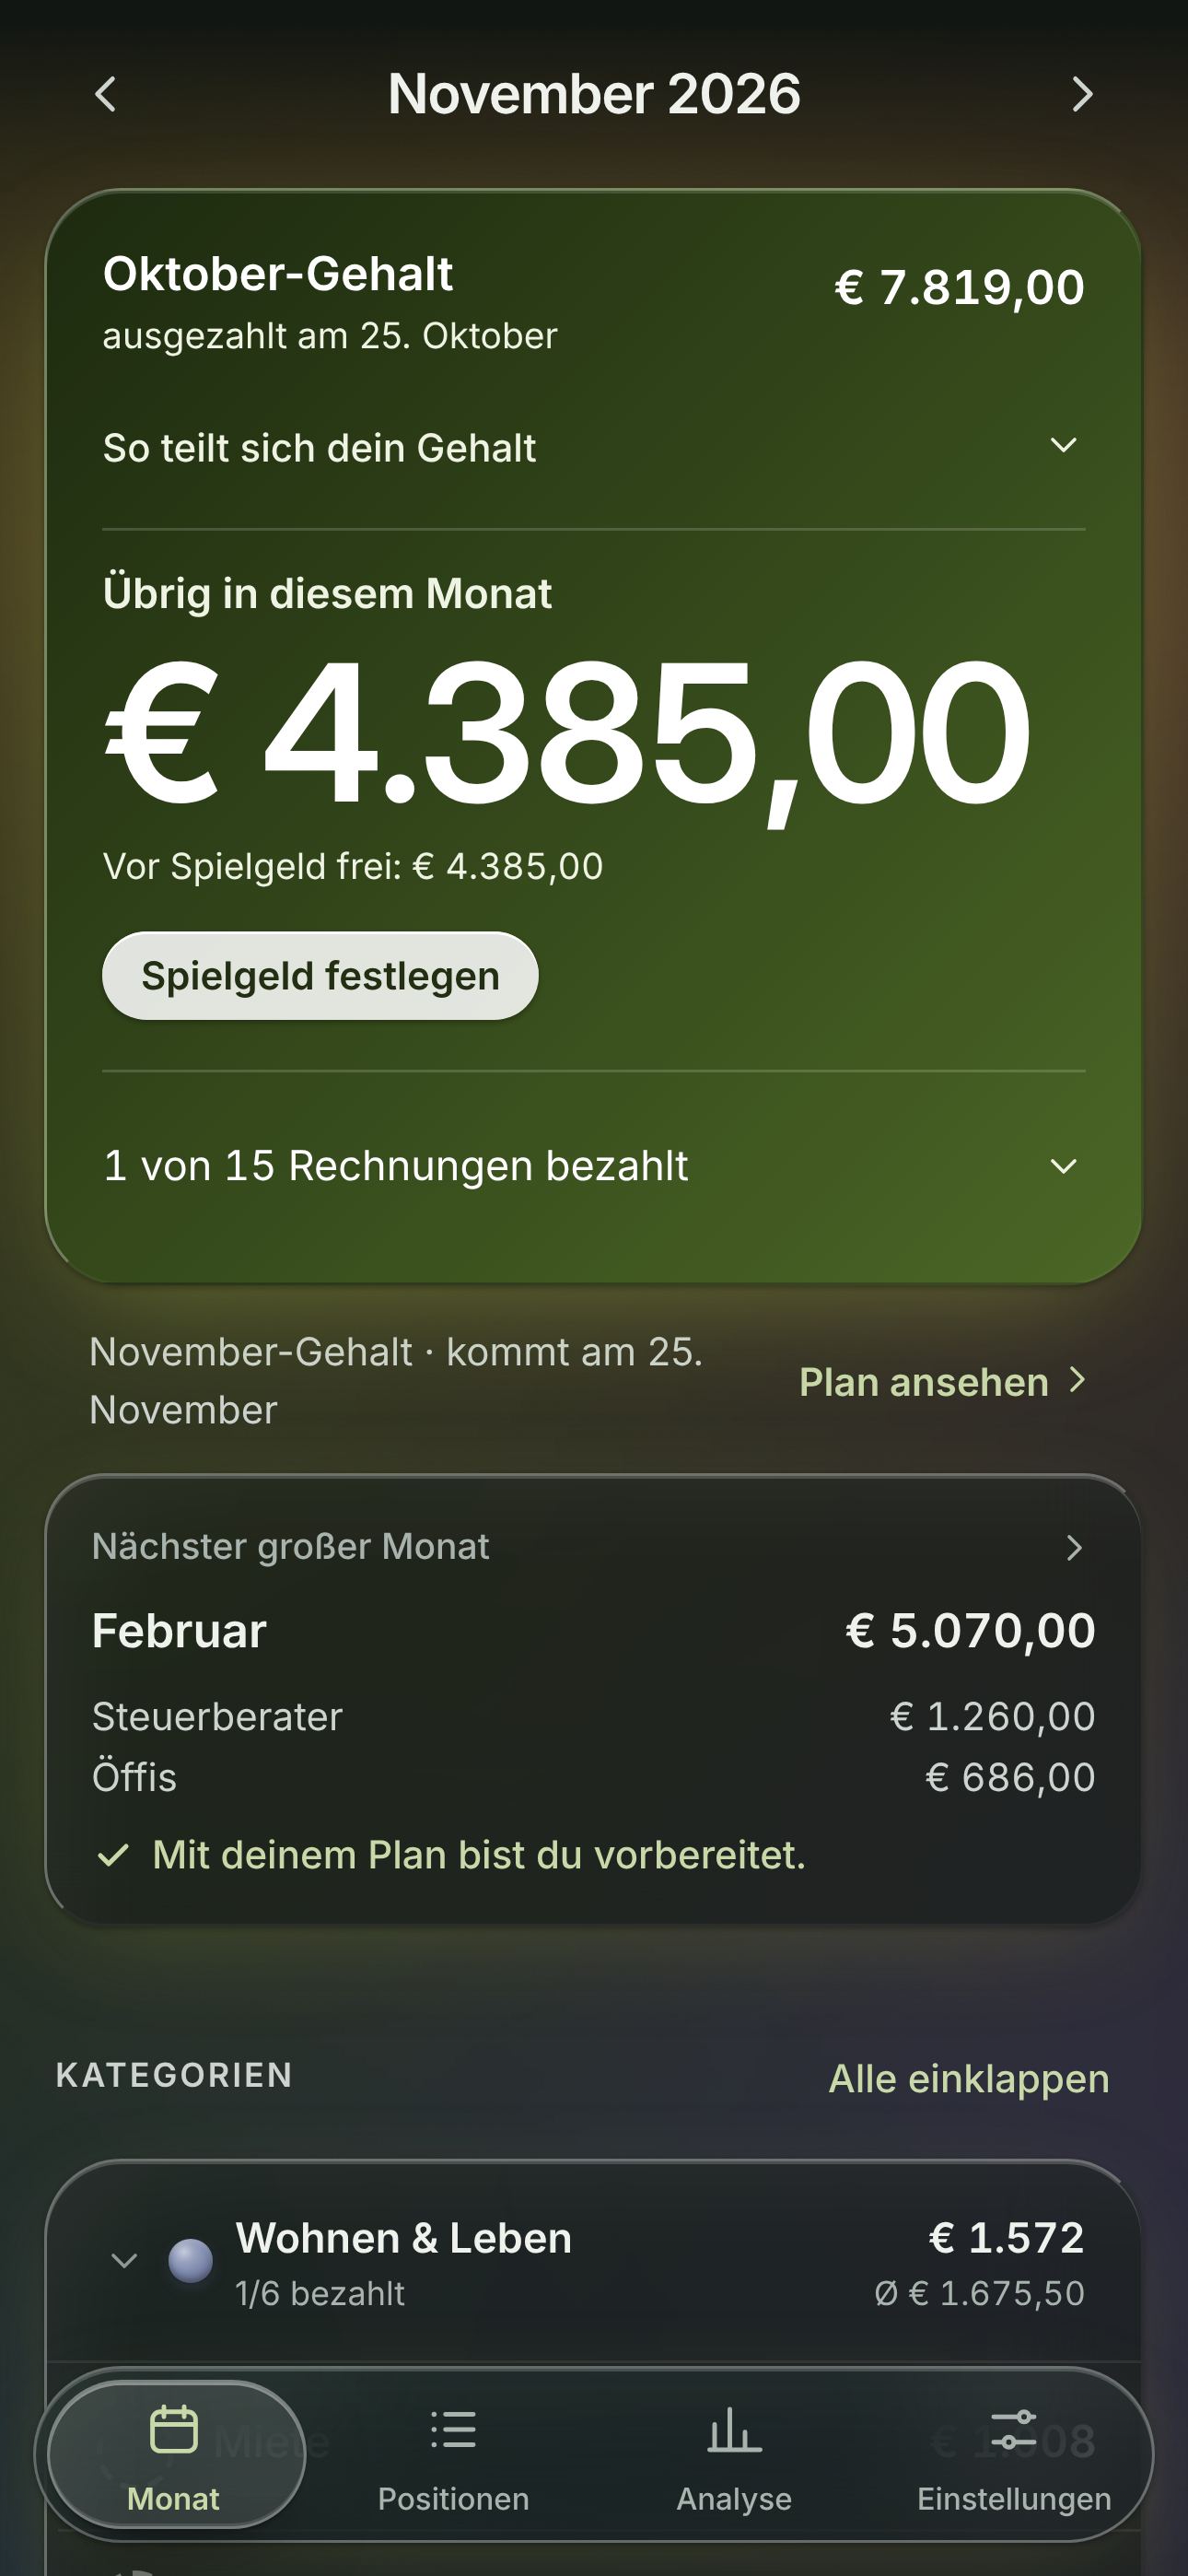 November 2026
Oktober-Gehalt
€ 7.819,00
ausgezahlt am 25. Oktober
So teilt sich dein Gehalt
Übrig in diesem Monat
€ 4.385,00
Vor Spielgeld frei: € 4.385,00
Spielgeld festlegen
1 von 15 Rechnungen bezahlt
November-Gehalt · kommt am 25.
November
Plan ansehen
Nächster großer Monat
Februar
€ 5.070,00
Steuerberater
€ 1.260,00
Öffis
€ 686,00
Mit deinem Plan bist du vorbereitet.
KATEGORIEN
Alle einklappen
Wohnen & Leben
€ 1.572
1/6 bezahlt
Ø € 1.675,50
Miete
Monat
Positionen
Analyse
Einstellungen